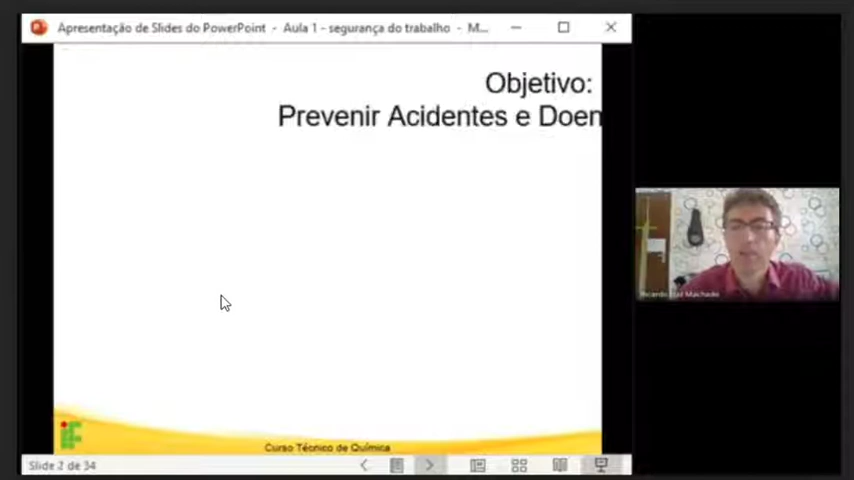 Apresentação de Slides do PowerPoint - Aula 1 - segurança do trabalho - M...
Objetivo:
Prevenir Acidentes e Doen
Machado
Curso Técnico de Química
Slide 2 de 34